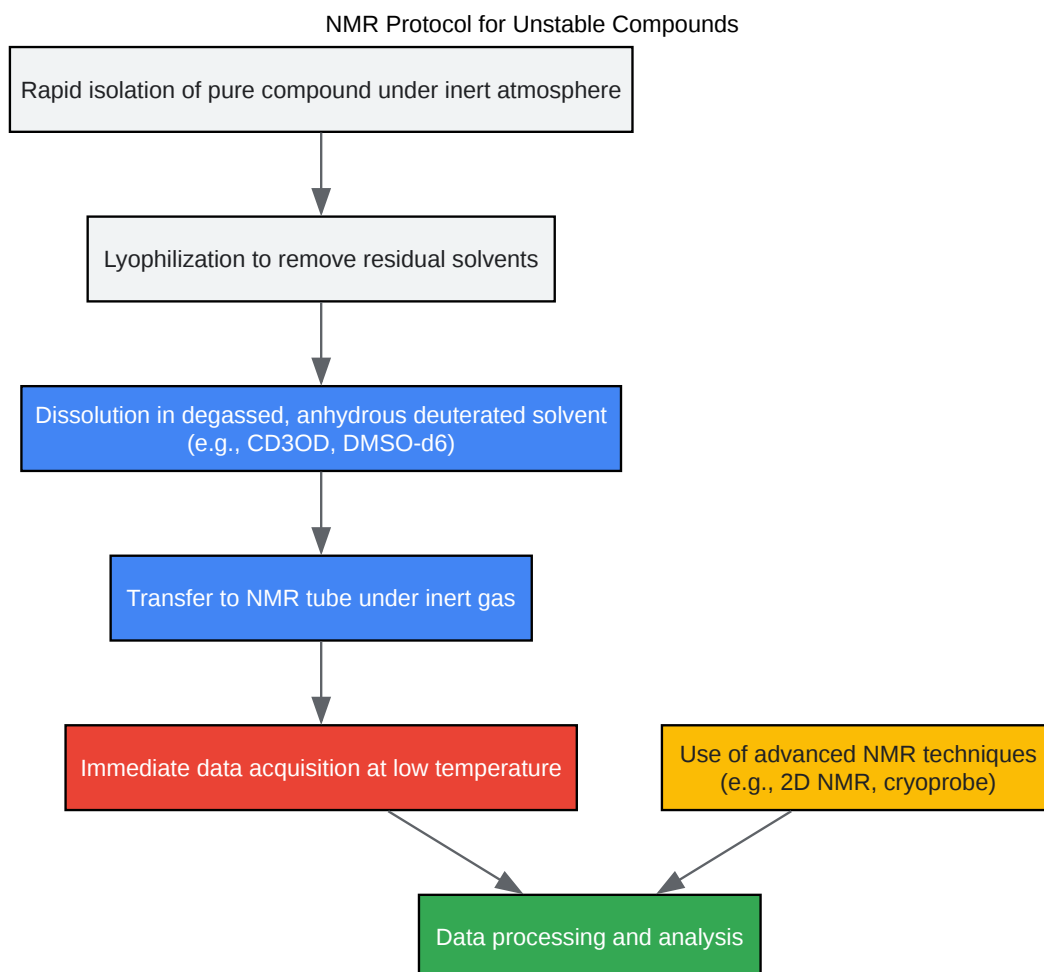 NMR Protocol for Unstable Compounds
Rapid isolation of pure compound under inert atmosphere
Lyophilization to remove residual solvents
Dissolution in degassed, anhydrous deuterated solvent
(e.g., CD3OD, DMSO-d6)
Transfer to NMR tube under inert gas
Immediate data acquisition at low temperature
Use of advanced NMR techniques
(e.g., 2D NMR, cryoprobe)
Data processing and analysis